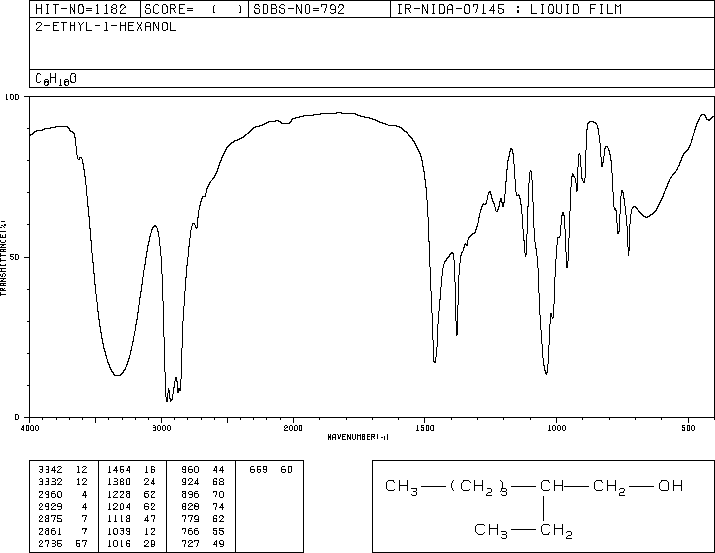 HIT-NO=1182 SCORE= ( ) SDBS-NO=792 IR-NIDA-07145 : LIQUID FILM
2-ETHYL-1-HEXANOL
C8H18O
100
50
0
TRANSMITTANCE(%)
4000 3000 2000 1500 1000 500
WAVENUMBER(-1)
3342 12 1464 16 960 44 669 60
3332 12 1380 24 924 68
2960 4 1228 62 896 70
2929 4 1204 62 828 74
2875 7 1118 47 779 62
2861 7 1039 12 766 55
2735 57 1016 29 727 49
CH3—(CH2)3—CH—CH2—OH
CH3—CH2